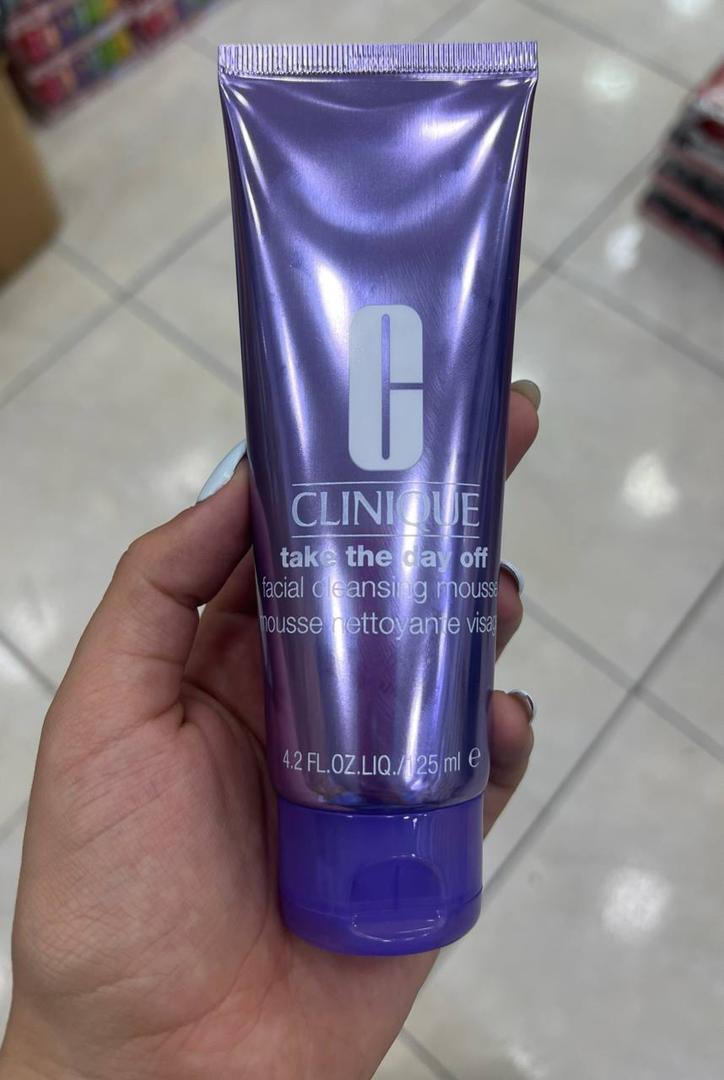 C
CLINIQUE
take the day off
facial cleansing mousse
mousse nettoyante visage
4.2 FL.OZ.LIQ./125 ml ℮